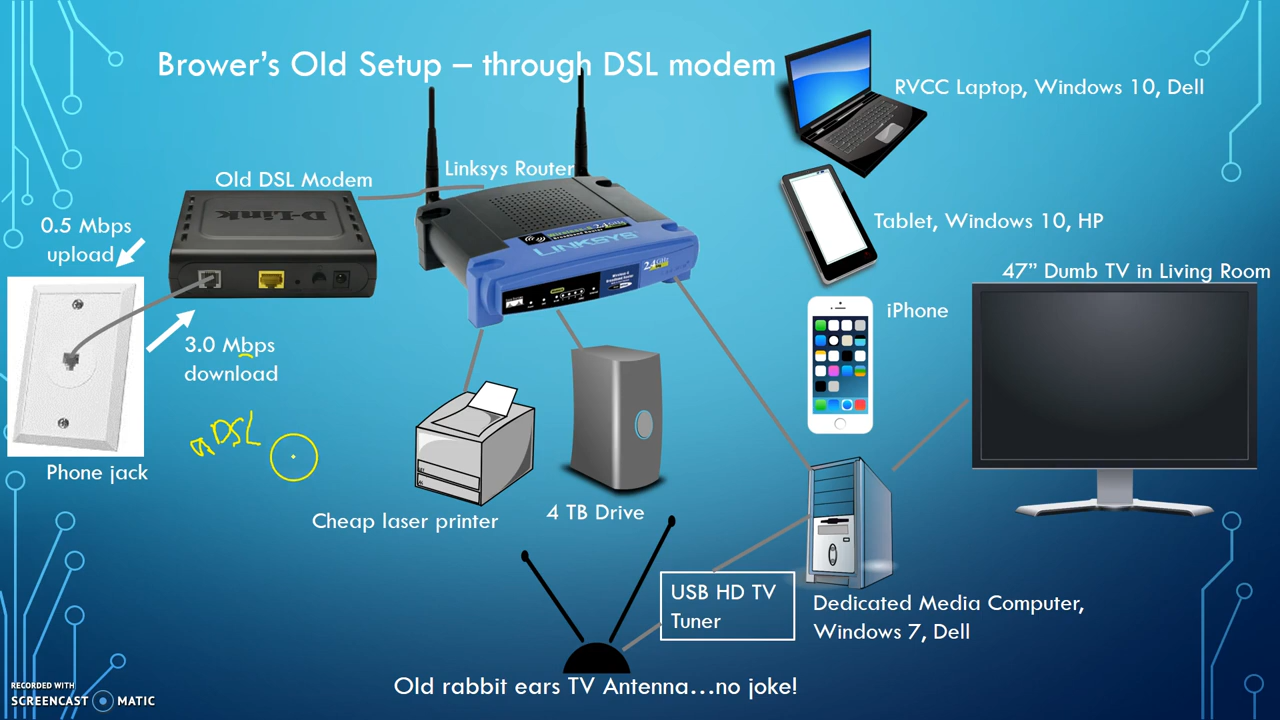 Brower's Old Setup – through DSL modem
RVCC Laptop, Windows 10, Dell
Linksys Router
Old DSL Modem
D-Link
0.5 Mbps
upload
Tablet, Windows 10, HP
LINKSYS
2.4GHz
47" Dumb TV in Living Room
iPhone
3.0 Mbps
download
DSL
Phone jack
Cheap laser printer
4 TB Drive
USB HD TV
Tuner
Dedicated Media Computer,
Windows 7, Dell
Old rabbit ears TV Antenna...no joke!
RECORDED WITH
SCREENCAST MATIC